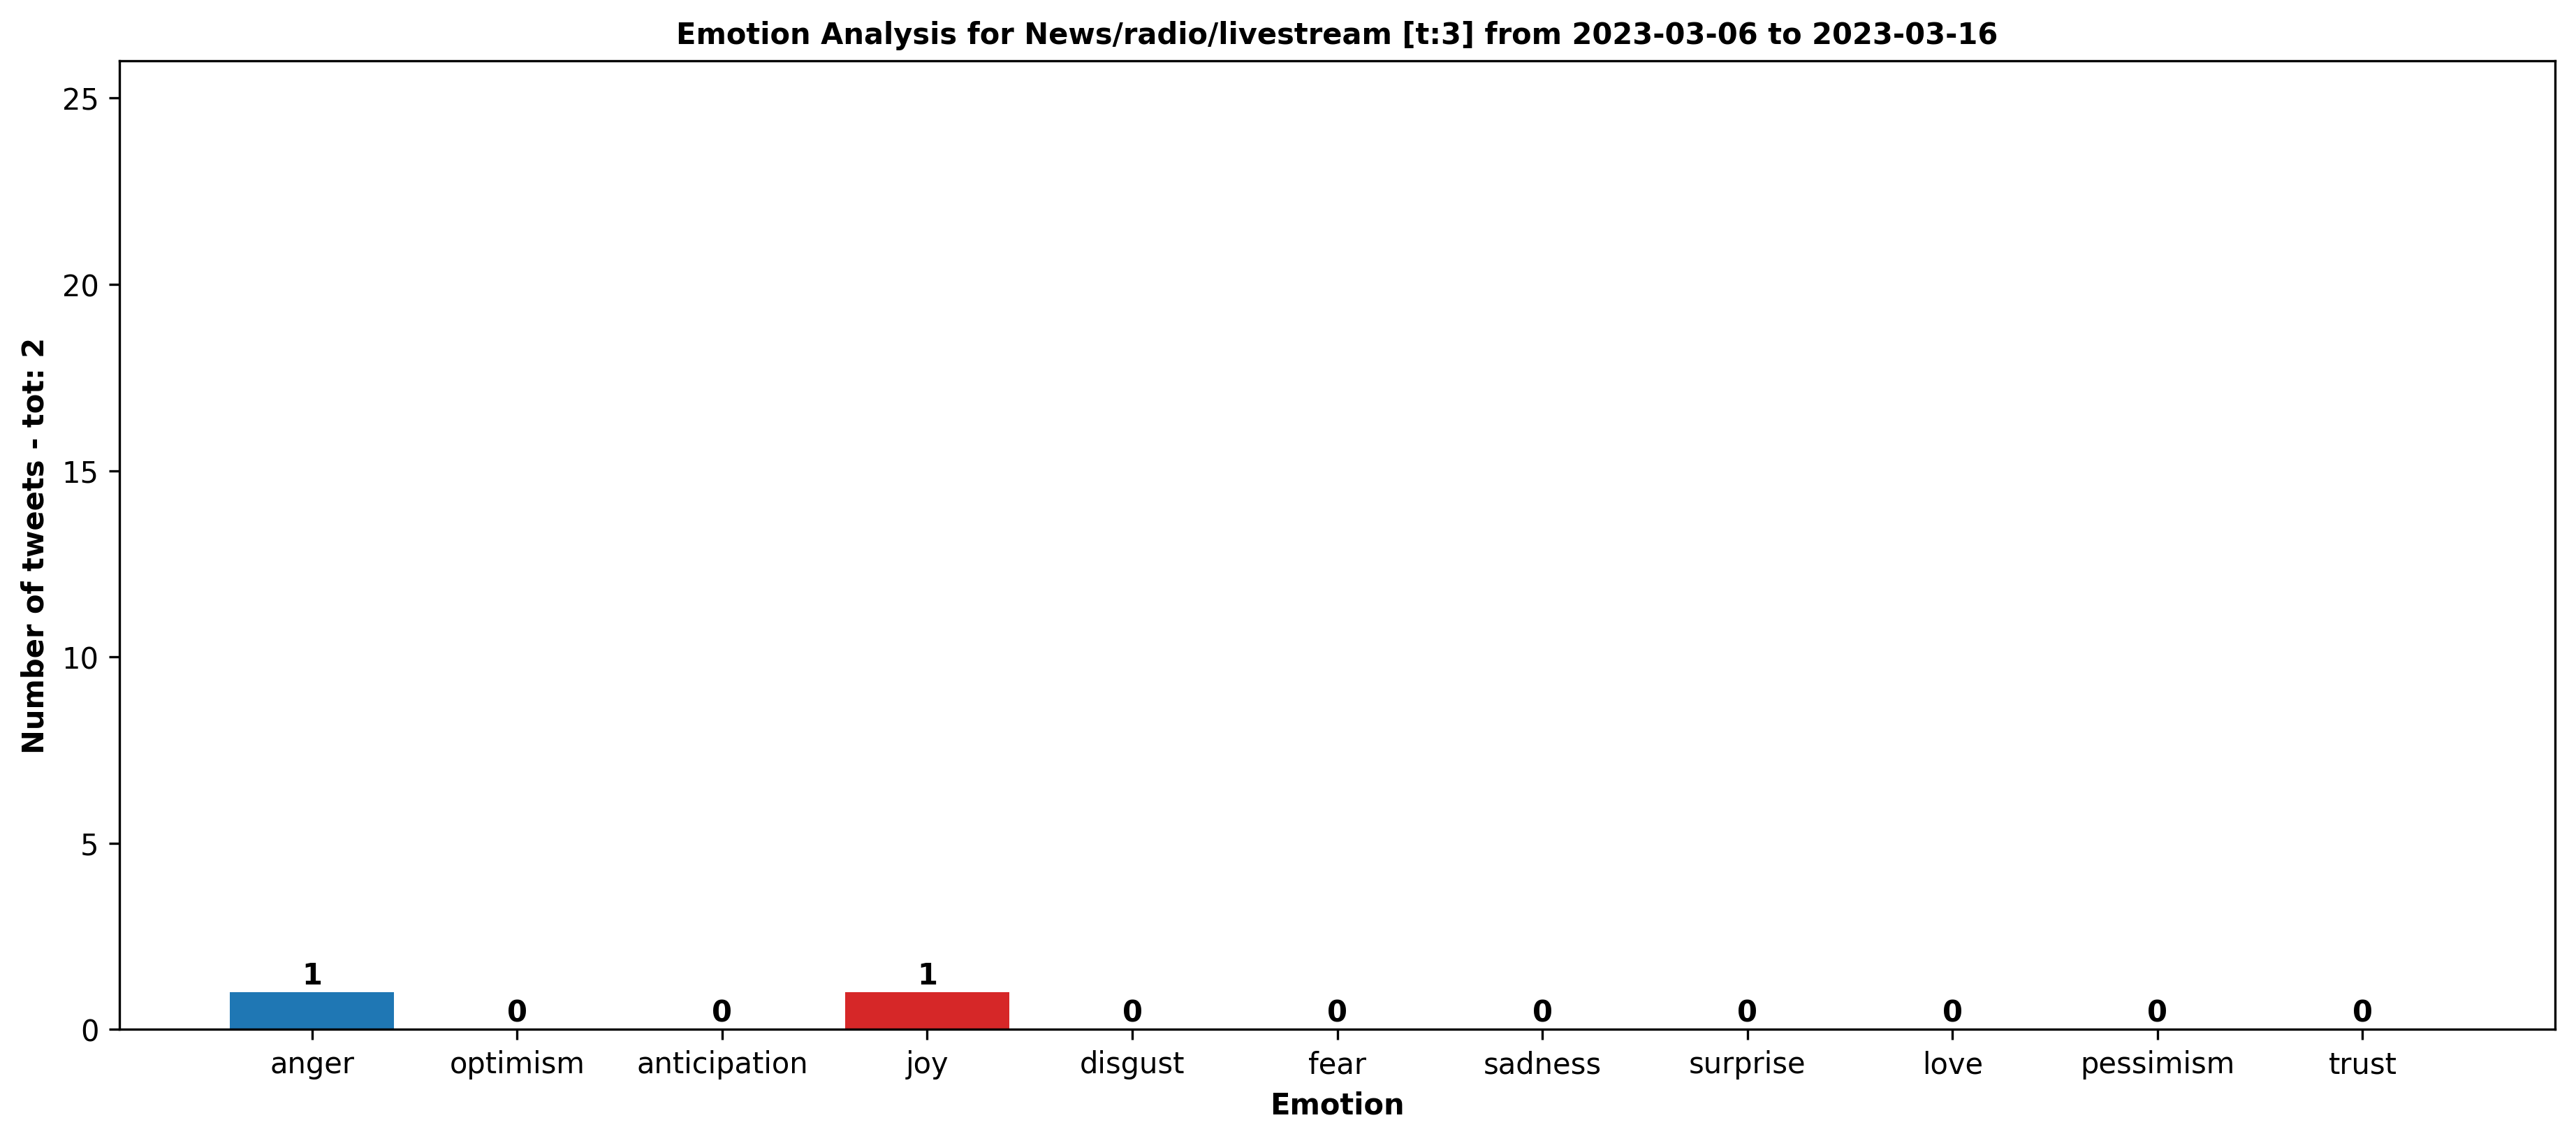 Emotion Analysis for News/radio/livestream [t:3] from 2023-03-06 to 2023-03-16
Number of tweets - tot: 2
25
20
15
10
5
0
1
0
0
1
0
0
0
0
0
0
0
anger
optimism
anticipation
joy
disgust
fear
sadness
surprise
love
pessimism
trust
Emotion